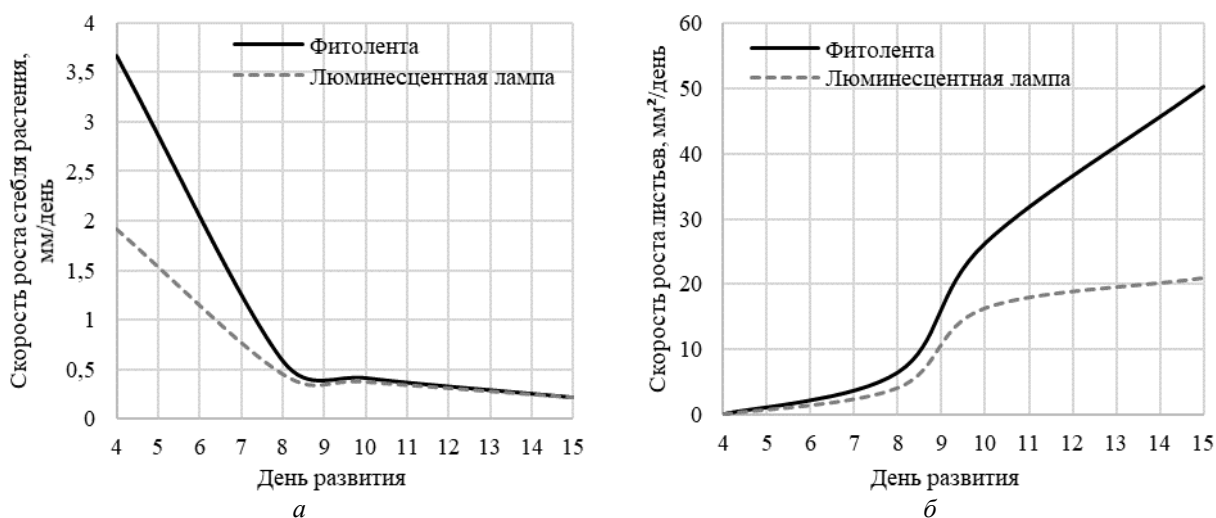 Скорость роста стебля растения,
мм/день
4
3,5
3
2,5
2
1,5
1
0,5
0
Фитолента
Люминесцентная лампа
4 5 6 7 8 9 10 11 12 13 14 15
День развития
а
Скорость роста листьев, мм²/день
60
50
40
30
20
10
0
Фитолента
Люминесцентная лампа
4 5 6 7 8 9 10 11 12 13 14 15
День развития
б